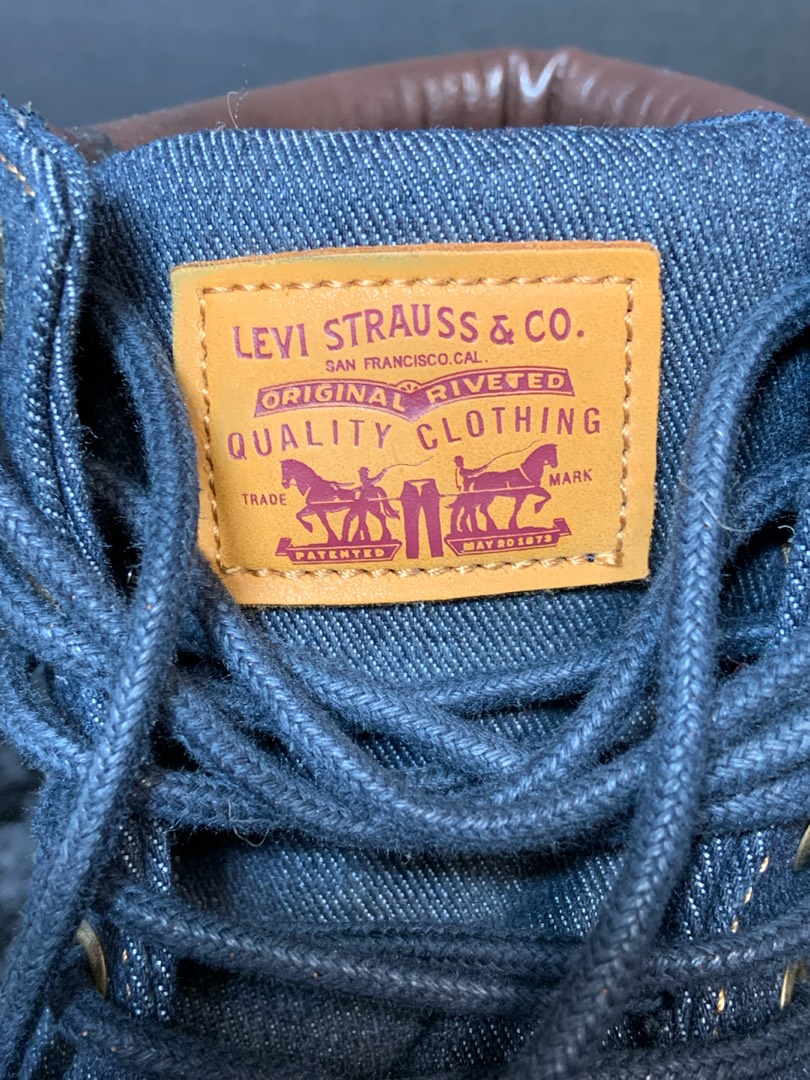 LEVI STRAUSS & CO.
SAN FRANCISCO.CAL.
ORIGINAL RIVETED
QUALITY CLOTHING
TRADE MARK
PATENTED MAY 20 1873